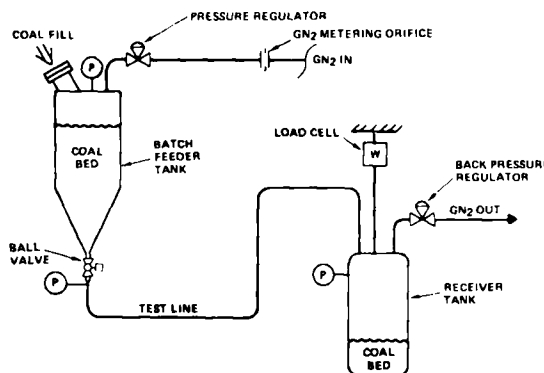 PRESSURE REGULATOR
COAL FILL
GN2 METERING ORIFICE
P
GN2 IN
COAL
BED
BATCH
FEEDER
TANK
LOAD CELL
W
BACK PRESSURE
REGULATOR
GN2 OUT
BALL
VALVE
P
P
TEST LINE
RECEIVER
TANK
COAL
BED